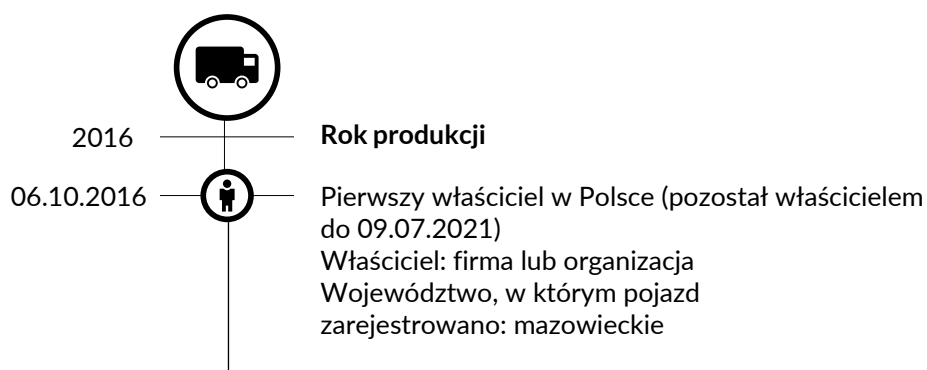 2016
Rok produkcji
06.10.2016
Pierwszy właściciel w Polsce (pozostał właścicielem
do 09.07.2021)
Właściciel: firma lub organizacja
Województwo, w którym pojazd
zarejestrowano: mazowieckie